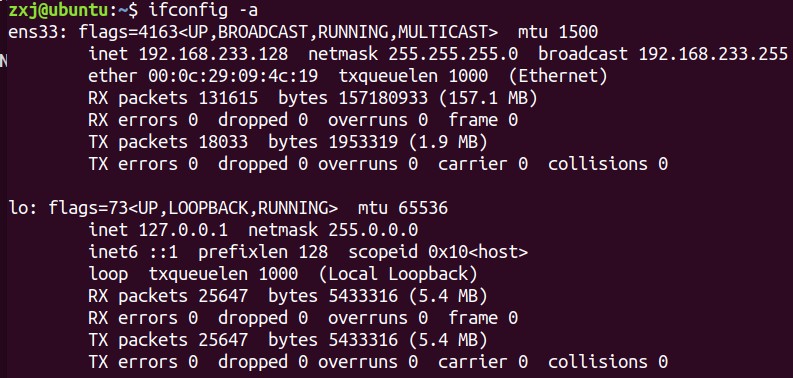 zxj@ubuntu:~$ ifconfig -a
ens33: flags=4163<UP,BROADCAST,RUNNING,MULTICAST>  mtu 1500
        inet 192.168.233.128  netmask 255.255.255.0  broadcast 192.168.233.255
        ether 00:0c:29:09:4c:19  txqueuelen 1000  (Ethernet)
        RX packets 131615  bytes 157180933 (157.1 MB)
        RX errors 0  dropped 0  overruns 0  frame 0
        TX packets 18033  bytes 1953319 (1.9 MB)
        TX errors 0  dropped 0 overruns 0  carrier 0  collisions 0

lo: flags=73<UP,LOOPBACK,RUNNING>  mtu 65536
        inet 127.0.0.1  netmask 255.0.0.0
        inet6 ::1  prefixlen 128  scopeid 0x10<host>
        loop  txqueuelen 1000  (Local Loopback)
        RX packets 25647  bytes 5433316 (5.4 MB)
        RX errors 0  dropped 0  overruns 0  frame 0
        TX packets 25647  bytes 5433316 (5.4 MB)
        TX errors 0  dropped 0 overruns 0  carrier 0  collisions 0